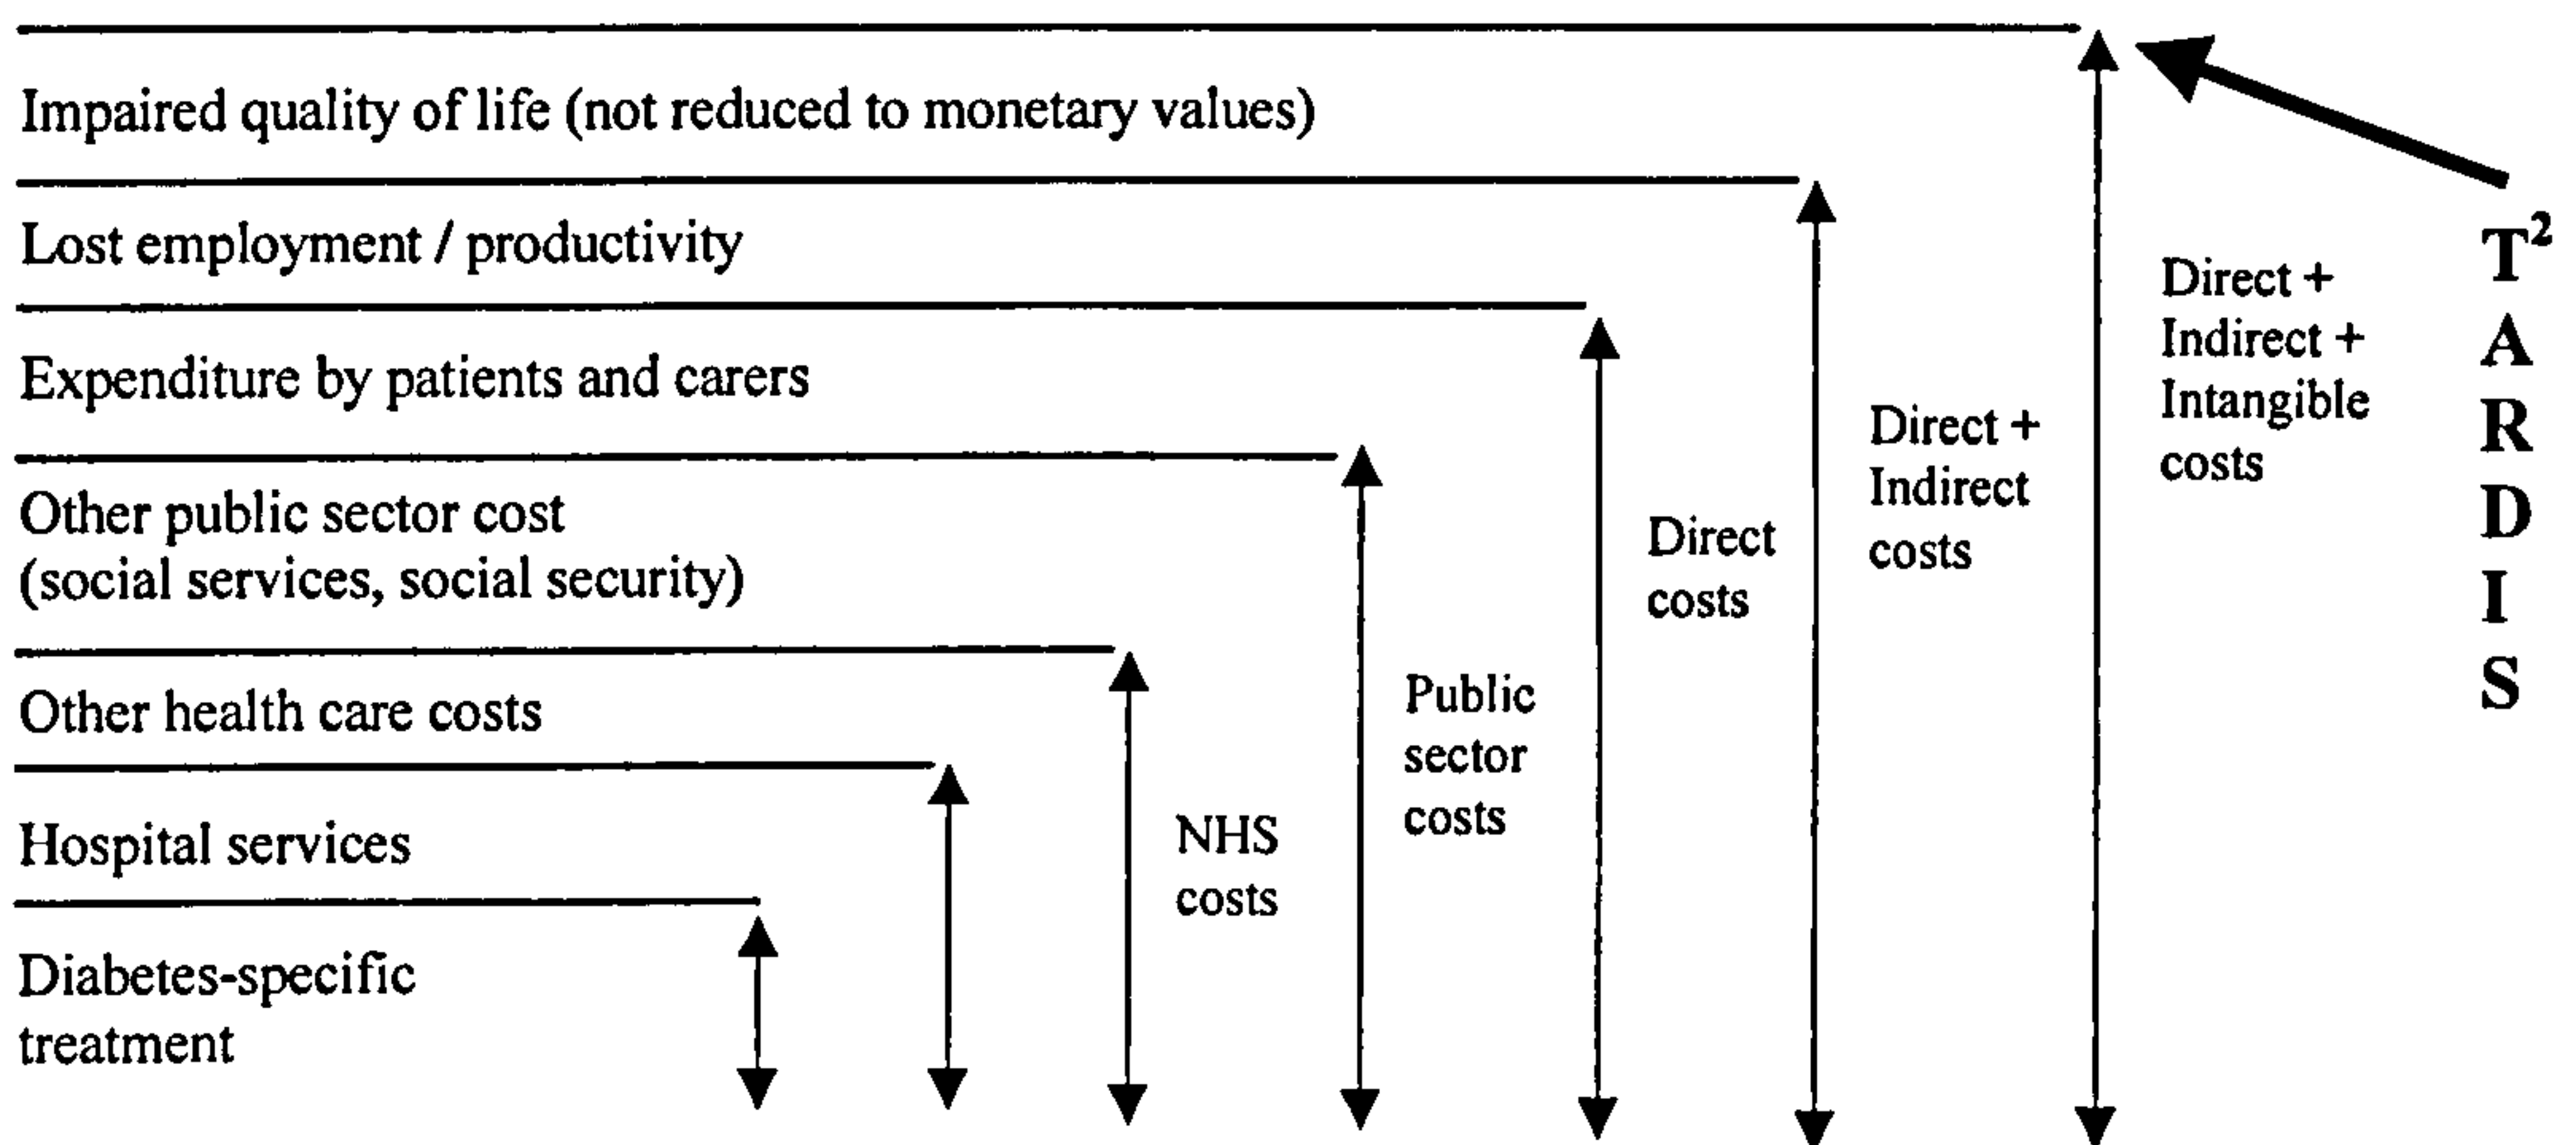 Impaired quality of life (not reduced to monetary values)
Lost employment / productivity
Expenditure by patients and carers
Other public sector cost
(social services, social security)
Other health care costs
Hospital services
Diabetes-specific
treatment
NHS
costs
Public
sector
costs
Direct
costs
Direct +
Indirect
costs
Direct +
Indirect +
Intangible
costs
T²
A
R
D
I
S